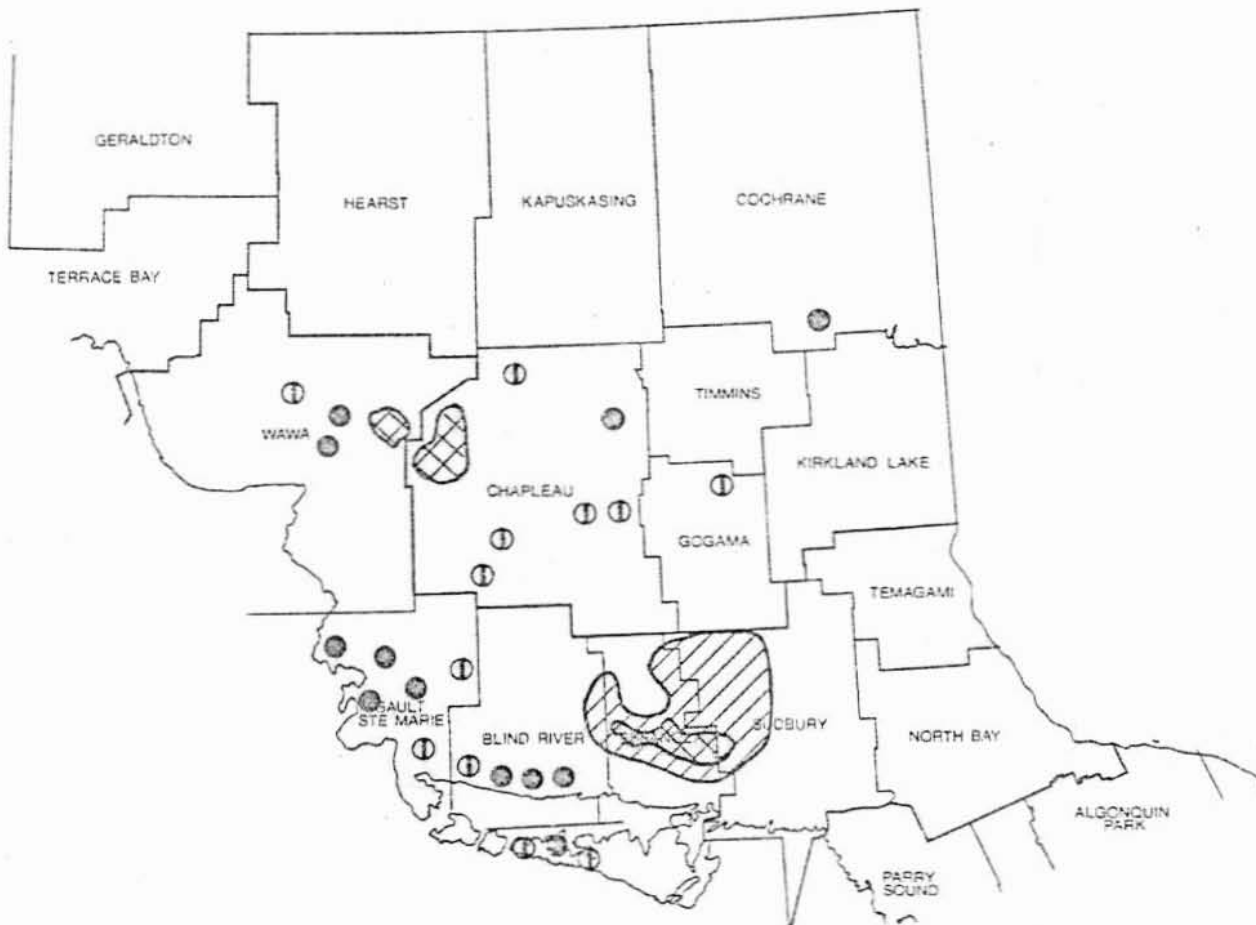 GERALDTON
HEARST
KAPUSKASING
COCHRANE
TERRACE BAY
TIMMINS
WAWA
KIRKLAND LAKE
CHAPLEAU
GOGAMA
TEMAGAMI
SAULT
STE MARIE
BLIND RIVER
SUDBURY
NORTH BAY
ALGONQUIN
PARK
PARRY
SOUND